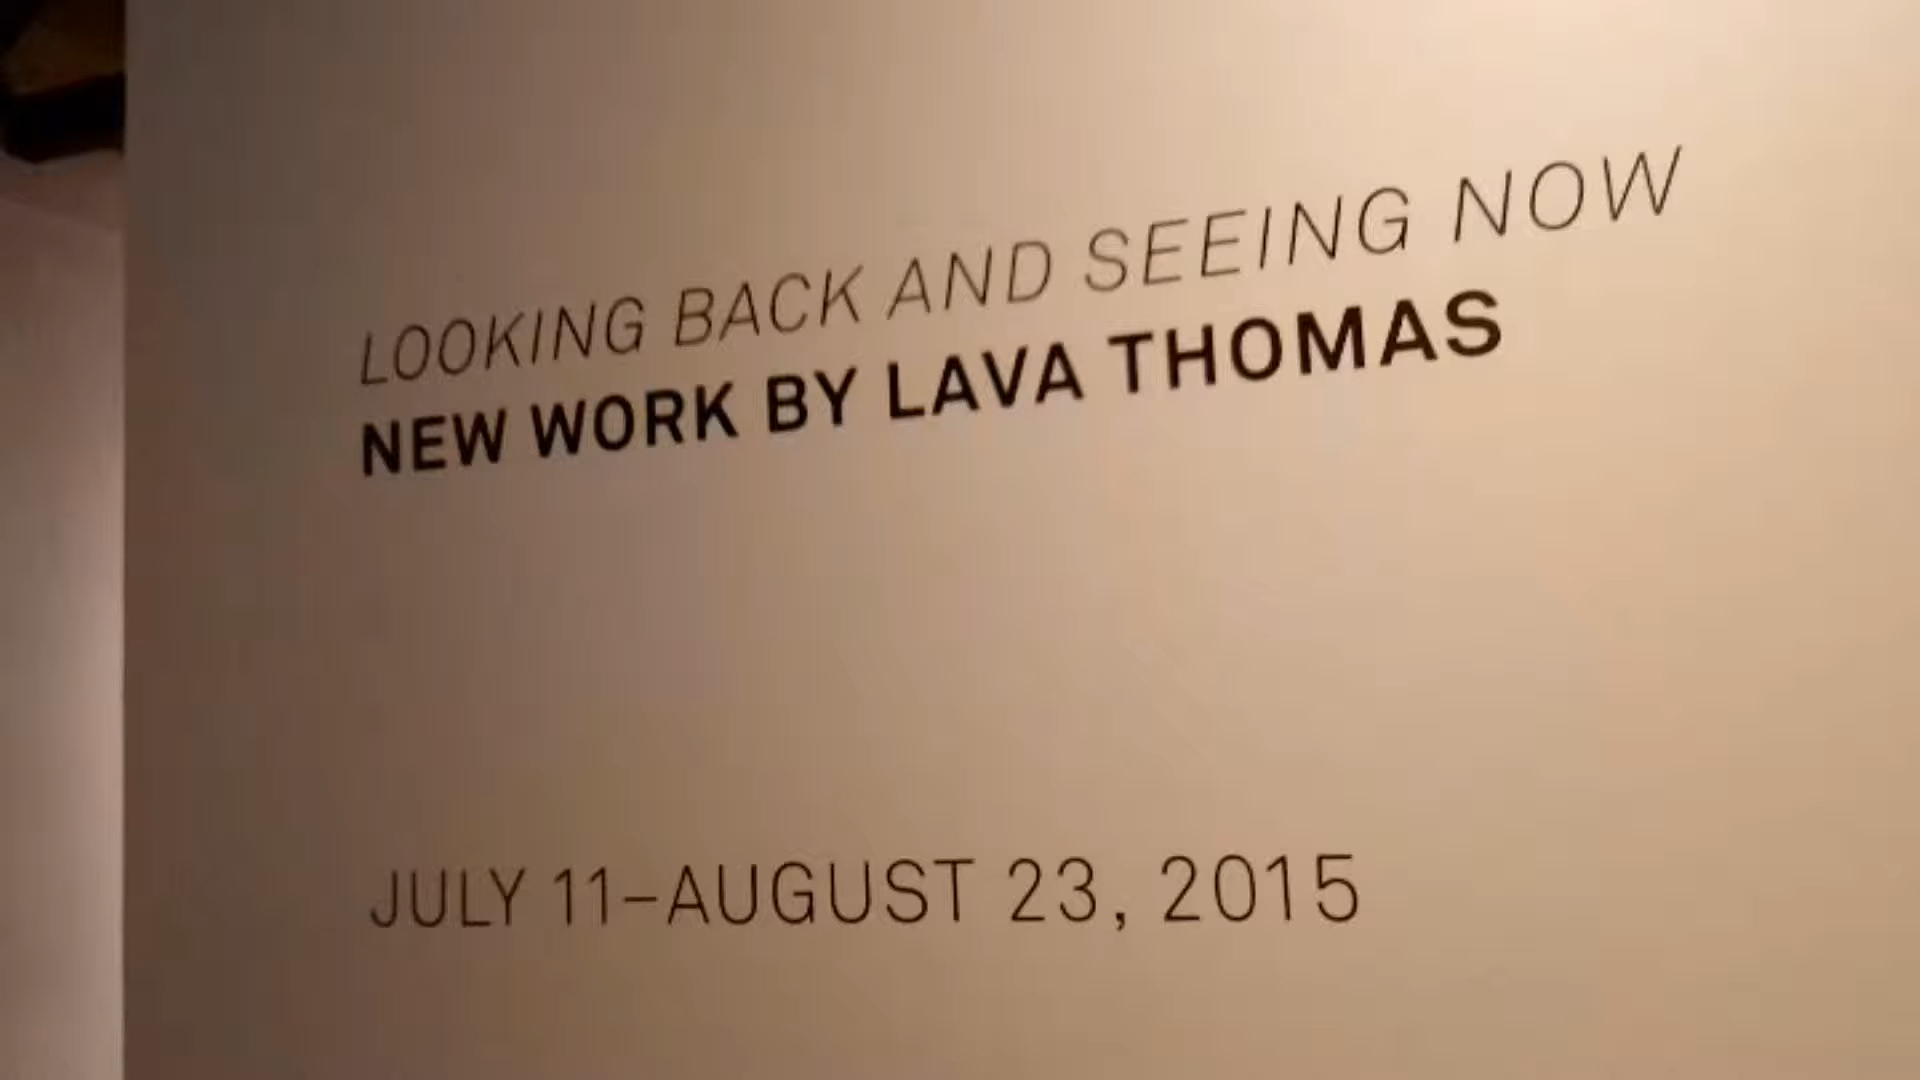 LOOKING BACK AND SEEING NOW
NEW WORK BY LAVA THOMAS
JULY 11–AUGUST 23, 2015